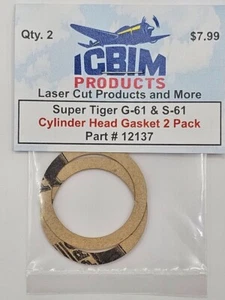 Qty. 2 $7.99
ICBIM
PRODUCTS
Laser Cut Products and More
Super Tiger G-61 & S-61
Cylinder Head Gasket 2 Pack
Part # 12137